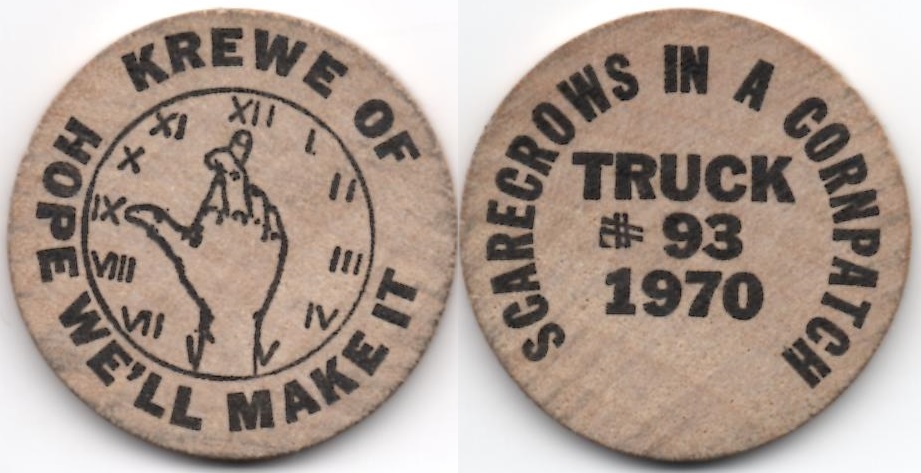 KREWE OF
HOPE WE'LL MAKE IT
XII
I
II
III
IV
V
V
VII
VIII
IX
X
XI
SCARECROWS IN A CORNPATCH
TRUCK
# 93
1970